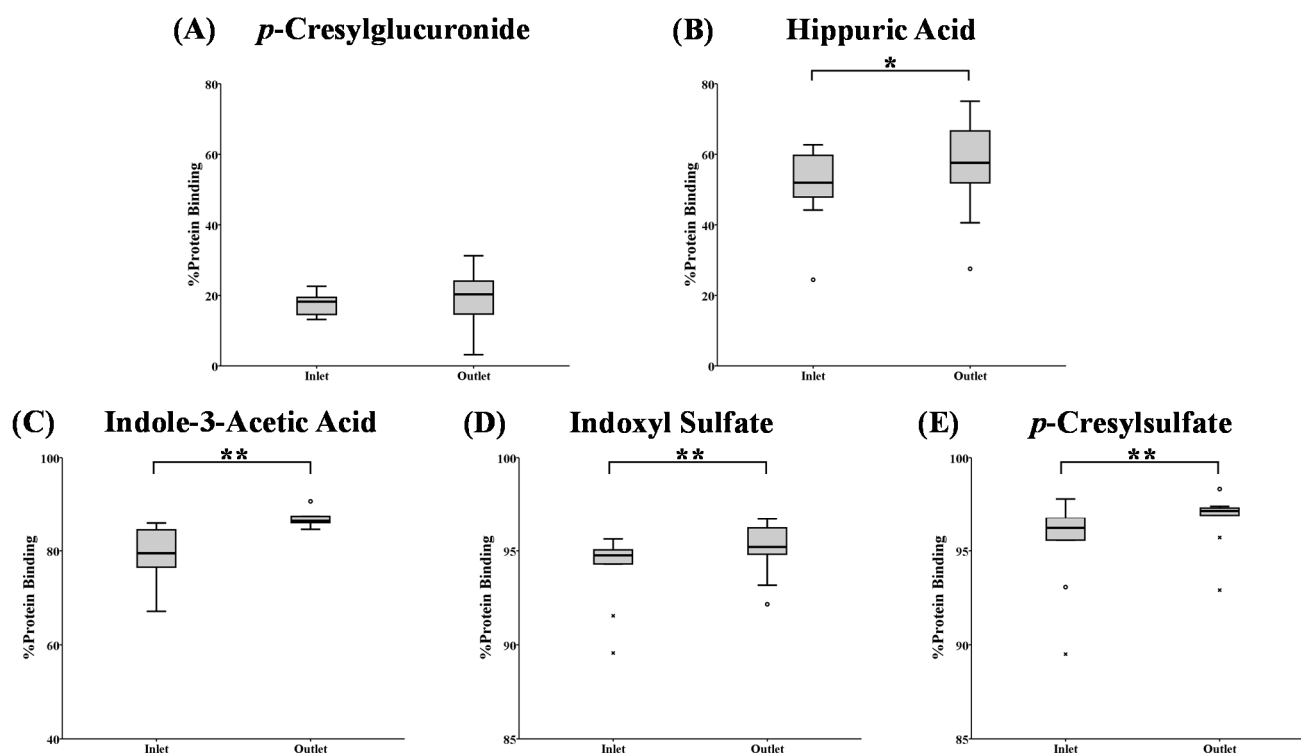 (A) p-Cresylglucuronide
80
60
40
20
0
%Protein Binding
Inlet Outlet
(B) Hippuric Acid
*
80
60
40
20
0
%Protein Binding
Inlet Outlet
(C) Indole-3-Acetic Acid
**
100
80
60
40
%Protein Binding
Inlet Outlet
(D) Indoxyl Sulfate
**
100
95
90
85
%Protein Binding
Inlet Outlet
(E) p-Cresylsulfate
**
100
95
90
85
%Protein Binding
Inlet Outlet